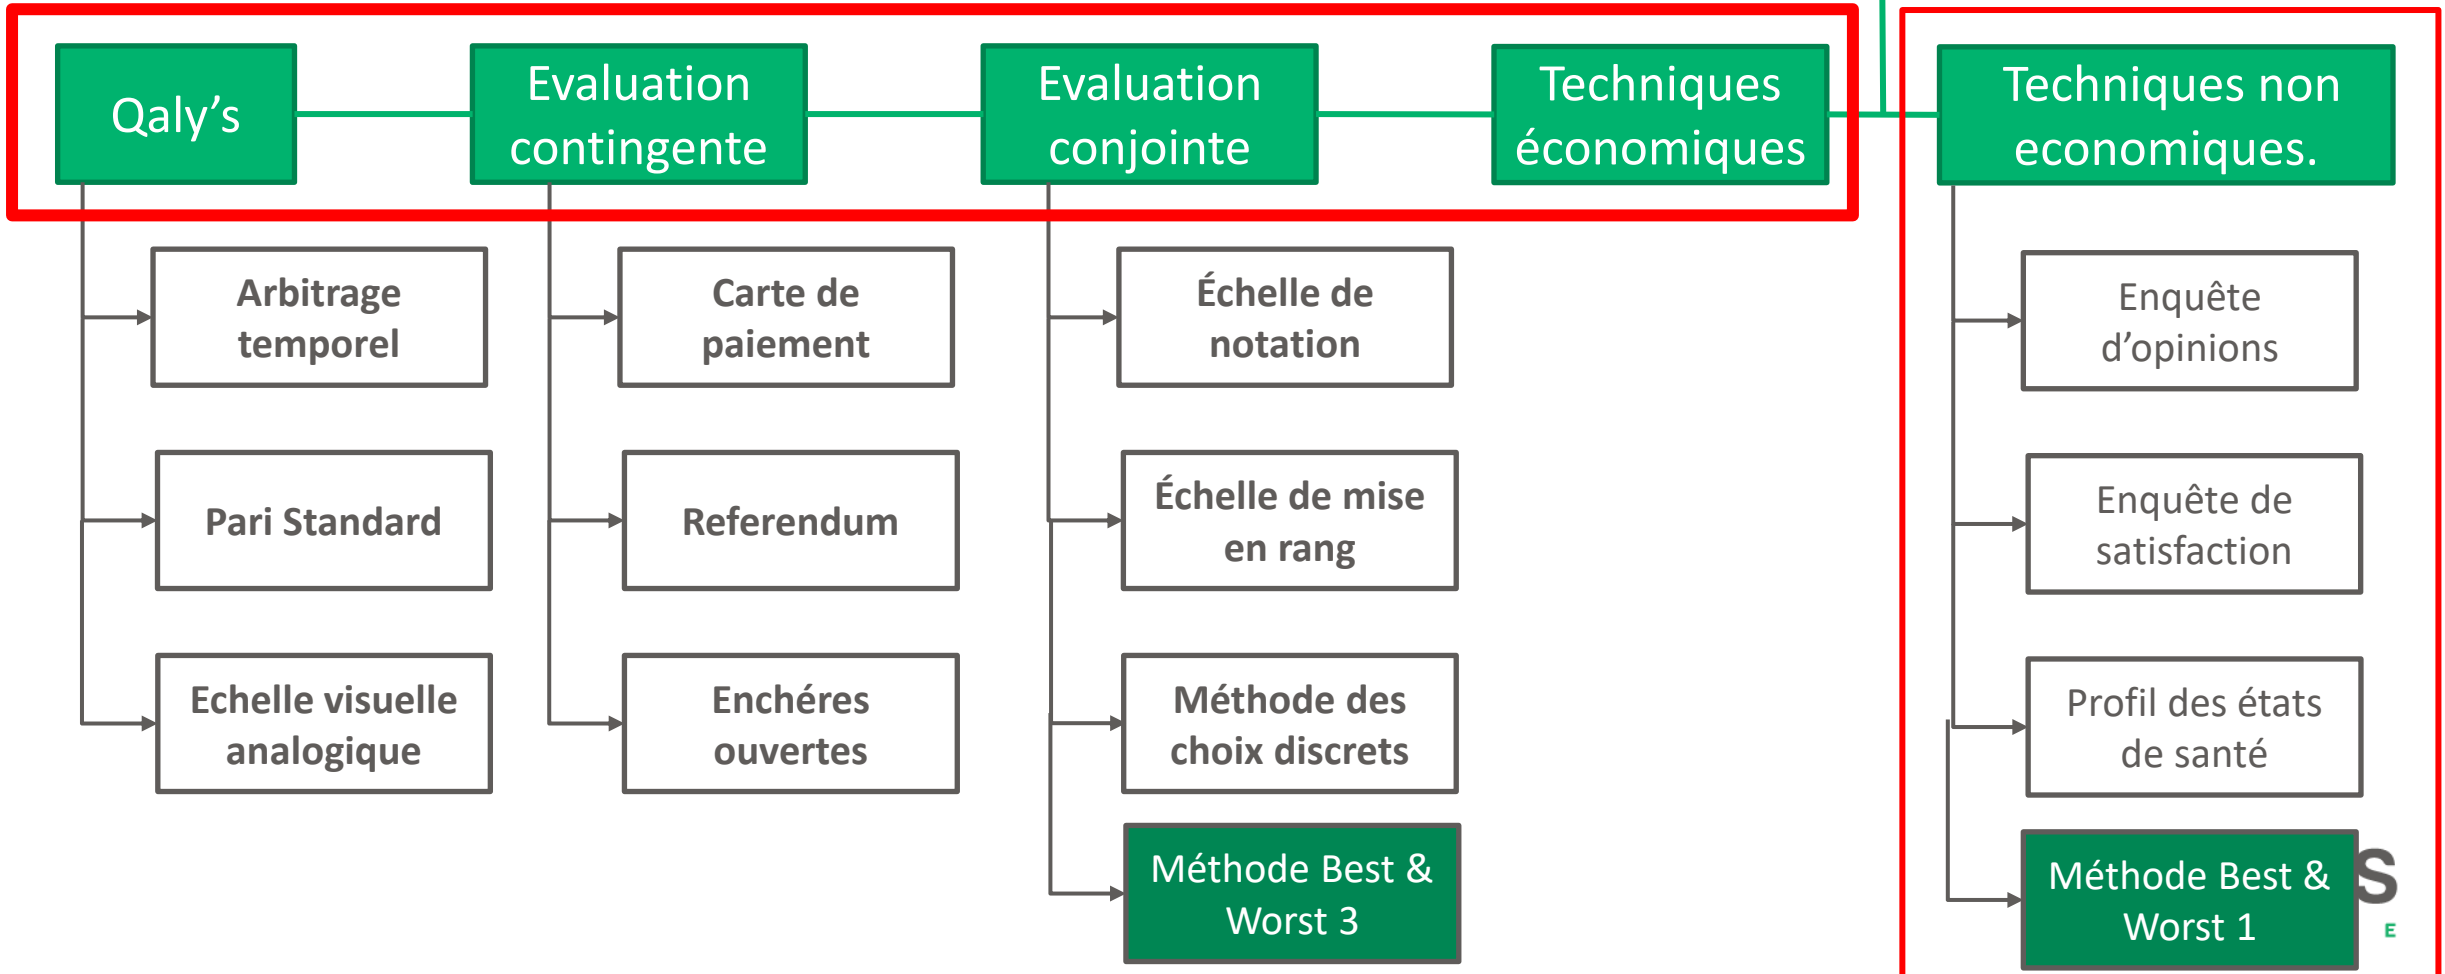 Qaly's
Evaluation
contingente
Evaluation
conjointe
Techniques
économiques
Techniques non
economiques.
Arbitrage
temporel
Carte de
paiement
Échelle de
notation
Enquête
d'opinions
Pari Standard
Referendum
Échelle de mise
en rang
Enquête de
satisfaction
Echelle visuelle
analogique
Enchéres
ouvertes
Méthode des
choix discrets
Profil des états
de santé
Méthode Best &
Worst 3
Méthode Best &
Worst 1
S
E